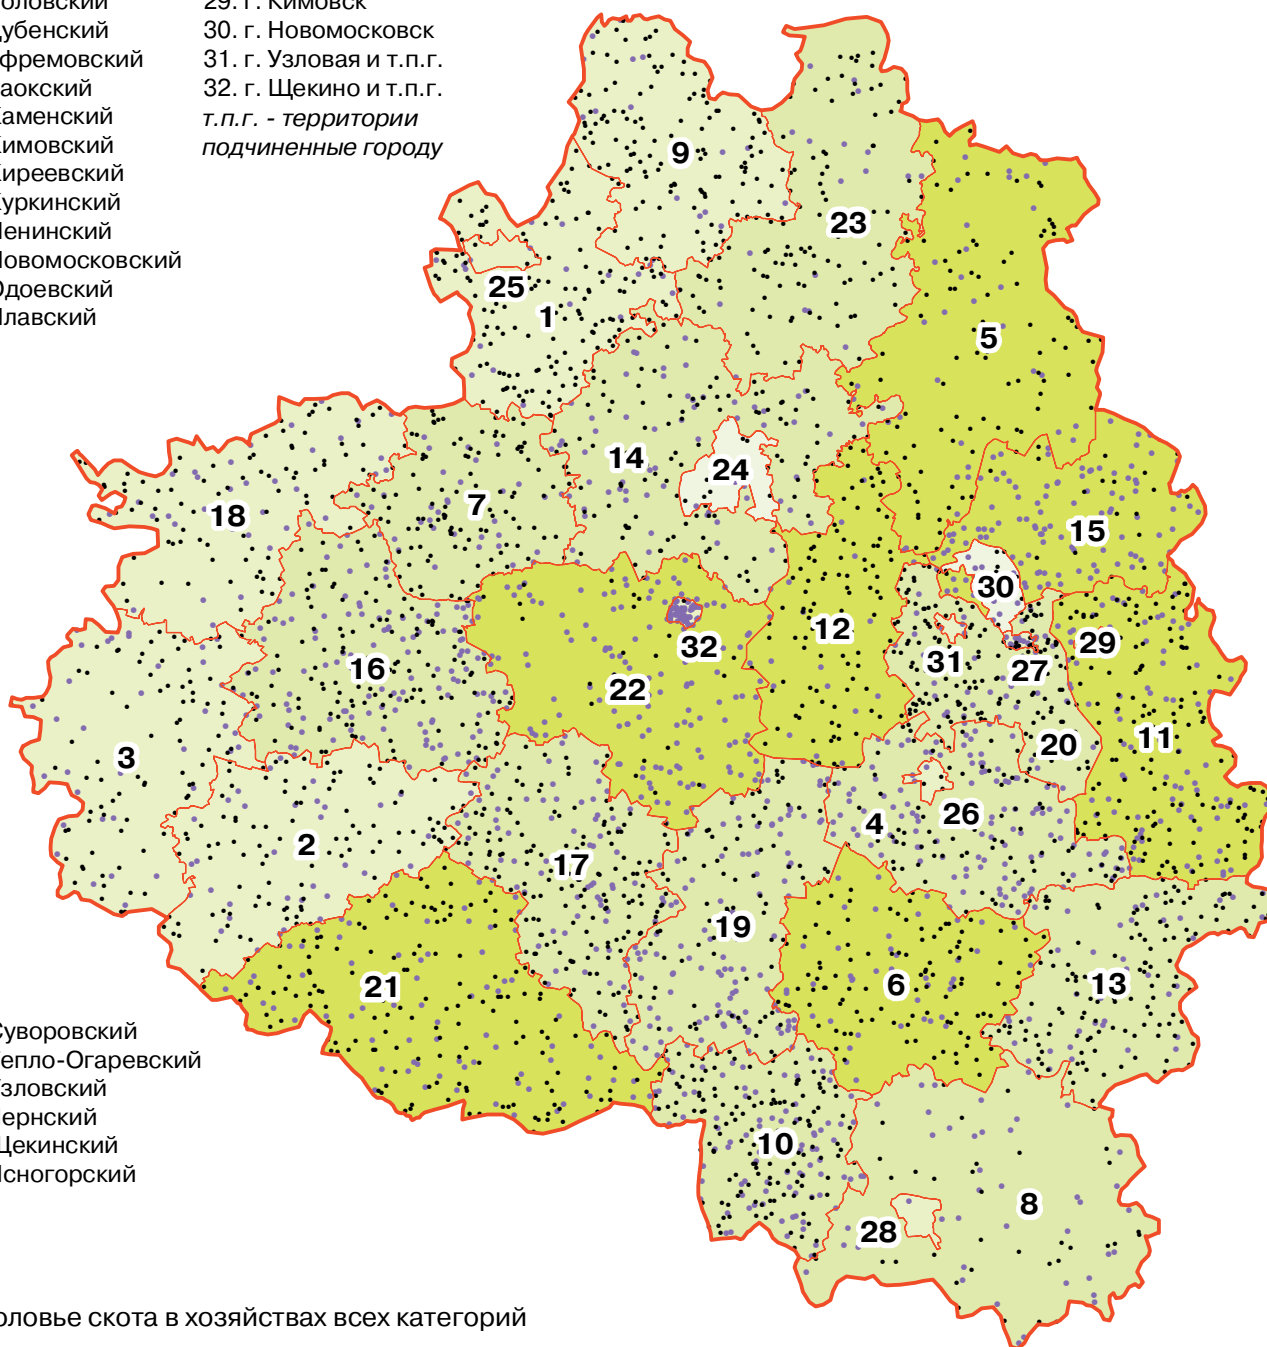 оловский
убенский
фремовский
аокский
аменский
имовский
иреевский
уркинский
енинский
овомосковский
доевский
лавский
29. г. Кимовск
30. г. Новомосковск
31. г. Узловая и т.п.г.
32. г. Щекино и т.п.г.
т.п.г. - территории
подчиненные городу
9
23
25
1
5
14
24
7
18
15
30
12
29
32
16
31
27
22
3
20
11
26
4
2
17
19
21
6
13
10
8
28
уворовский
епло-Огаревский
зловский
ернский
Щекинский
сногорский
оловье скота в хозяйствах всех категорий